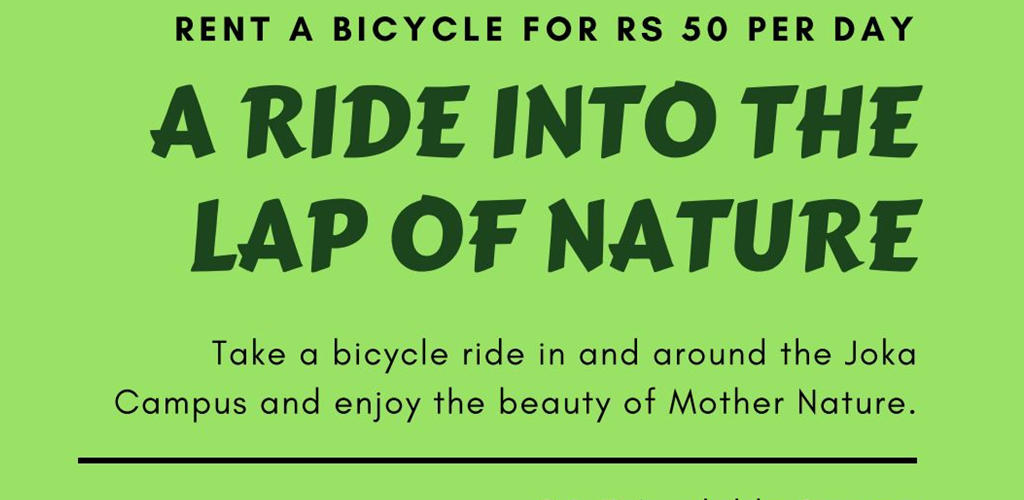 RENT A BICYCLE FOR RS 50 PER DAY
A RIDE INTO THE
LAP OF NATURE
Take a bicycle ride in and around the Joka
Campus and enjoy the beauty of Mother Nature.